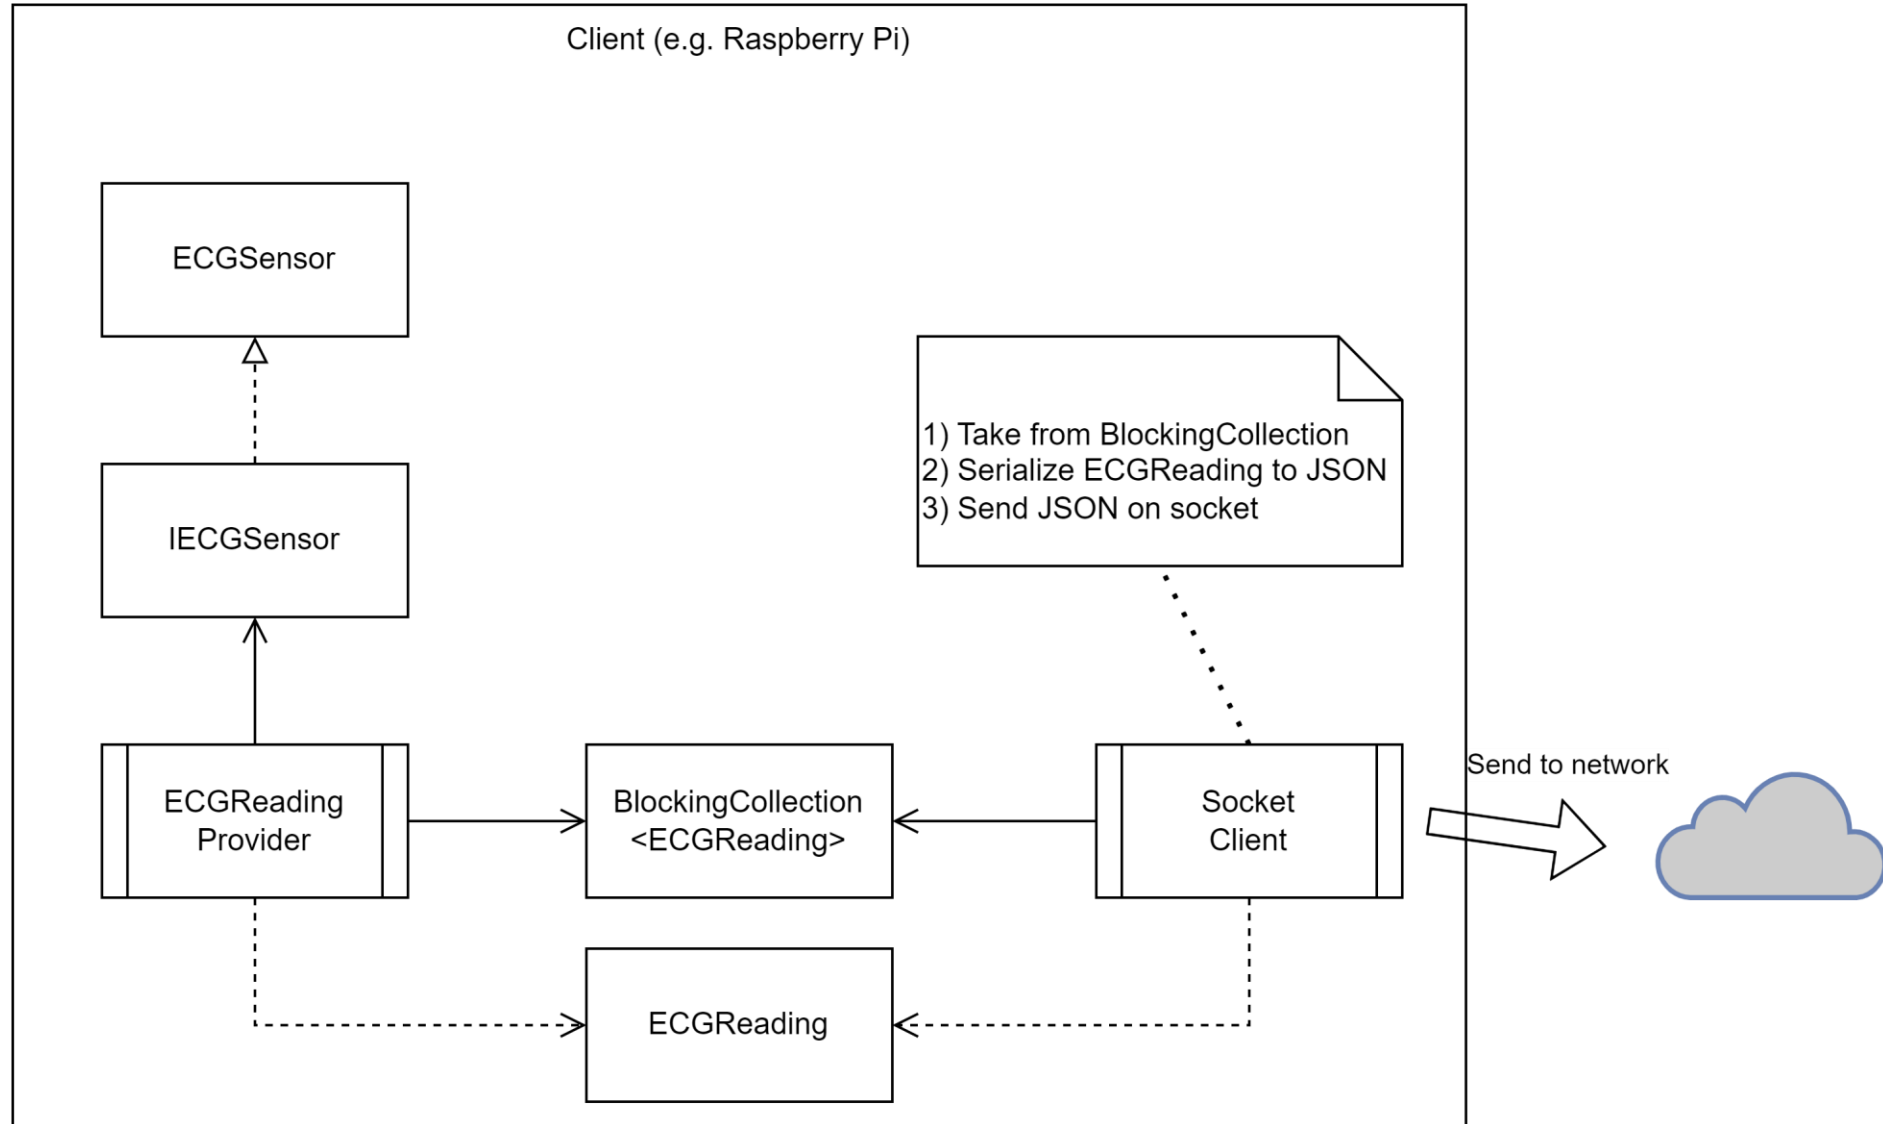 Client (e.g. Raspberry Pi)
ECGSensor
1) Take from BlockingCollection
2) Serialize ECGReading to JSON
3) Send JSON on socket
IECGSensor
Send to network
ECGReading
Provider
BlockingCollection
<ECGReading>
Socket
Client
ECGReading